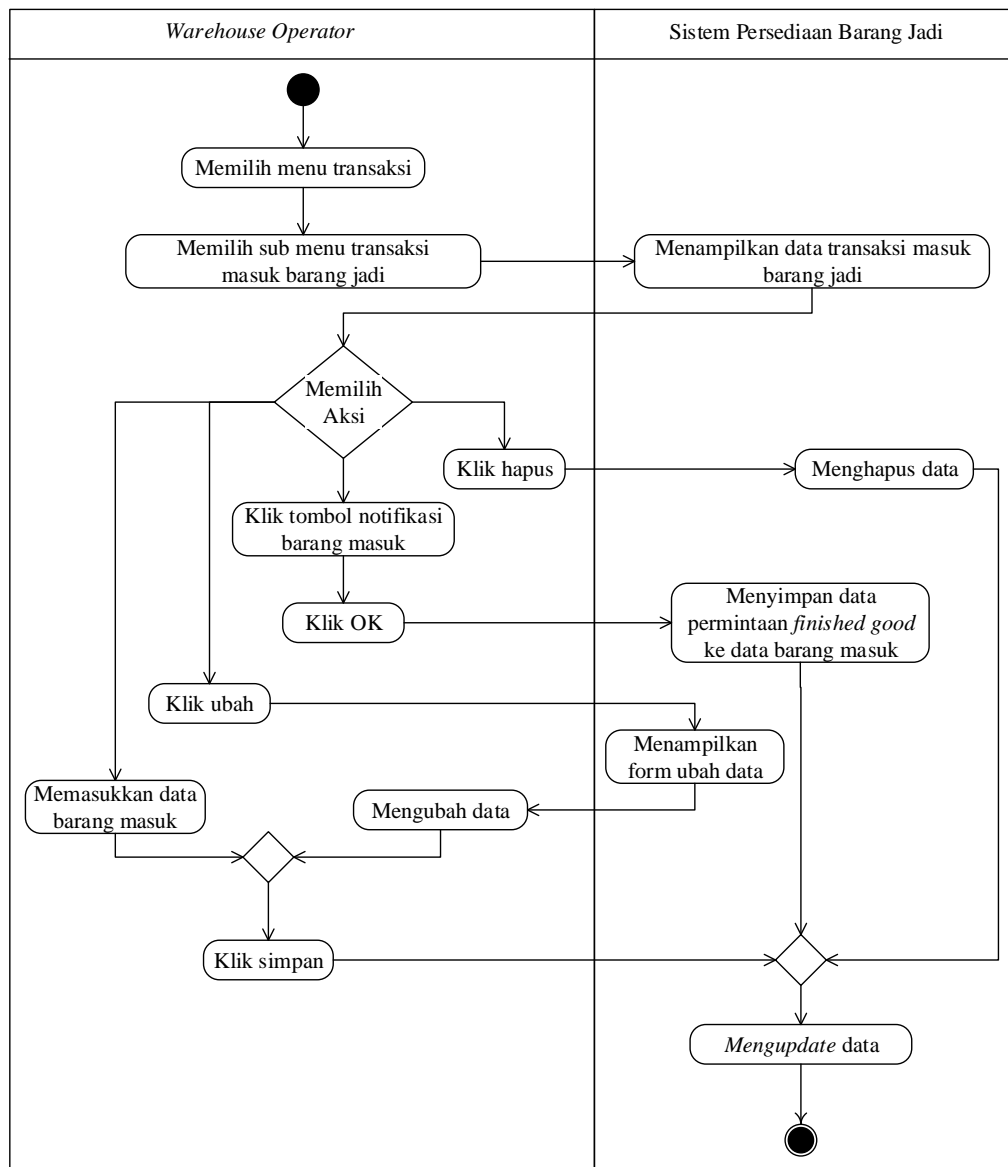 Warehouse Operator
Sistem Persediaan Barang Jadi
Memilih menu transaksi
Memilih sub menu transaksi
masuk barang jadi
Menampilkan data transaksi masuk
barang jadi
Memilih
Aksi
Klik hapus
Menghapus data
Klik tombol notifikasi
barang masuk
Klik OK
Menyimpan data
permintaan finished good
ke data barang masuk
Klik ubah
Menampilkan
form ubah data
Memasukkan data
barang masuk
Mengubah data
Klik simpan
Mengupdate data